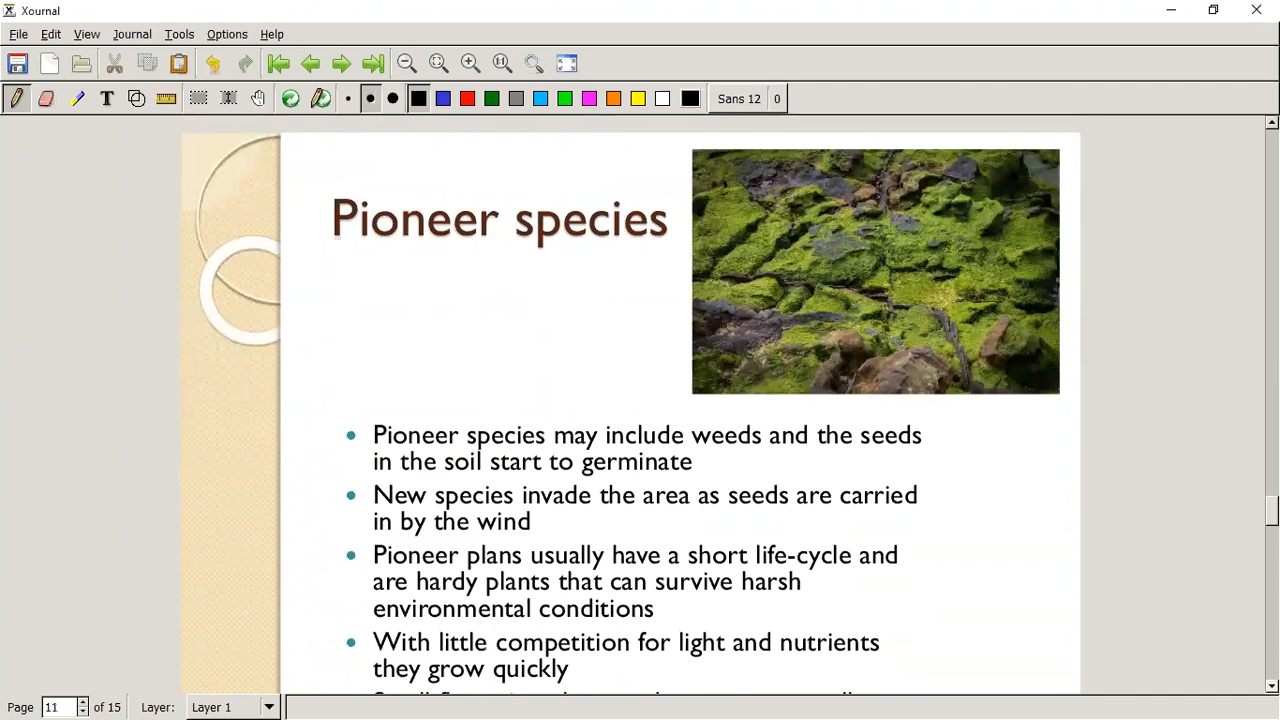 Xournal
File Edit View Journal Tools Options Help
Sans 12 0
Pioneer species
Pioneer species may include weeds and the seeds
in the soil start to germinate
New species invade the area as seeds are carried
in by the wind
Pioneer plans usually have a short life-cycle and
are hardy plants that can survive harsh
environmental conditions
With little competition for light and nutrients
they grow quickly
Page 11 of 15 Layer: Layer 1